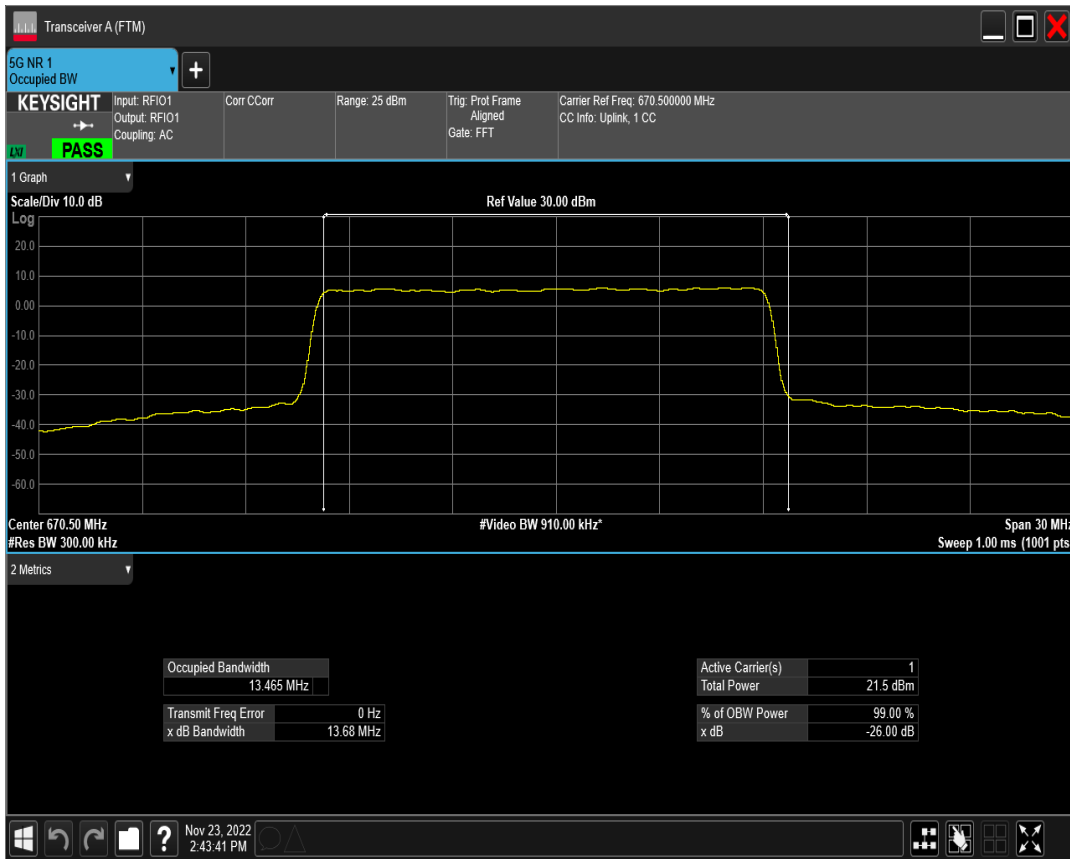 Transceiver A (FTM)
5G NR 1
Occupied BW
+
KEYSIGHT
LXI
PASS
Input: RFIO1
Output: RFIO1
Coupling: AC
Corr CCorr
Range: 25 dBm
Trig: Prot Frame
Aligned
Gate: FFT
Carrier Ref Freq: 670.500000 MHz
CC Info: Uplink, 1 CC
1 Graph
Scale/Div 10.0 dB
Ref Value 30.00 dBm
Log
20.0
10.0
0.00
-10.0
-20.0
-30.0
-40.0
-50.0
-60.0
Center 670.50 MHz
#Video BW 910.00 kHz*
Span 30 MHz
#Res BW 300.00 kHz
Sweep 1.00 ms (1001 pts
2 Metrics
Occupied Bandwidth
13.465 MHz
Transmit Freq Error 0 Hz
x dB Bandwidth 13.68 MHz
Active Carrier(s) 1
Total Power 21.5 dBm
% of OBW Power 99.00 %
x dB -26.00 dB
?
Nov 23, 2022
2:43:41 PM